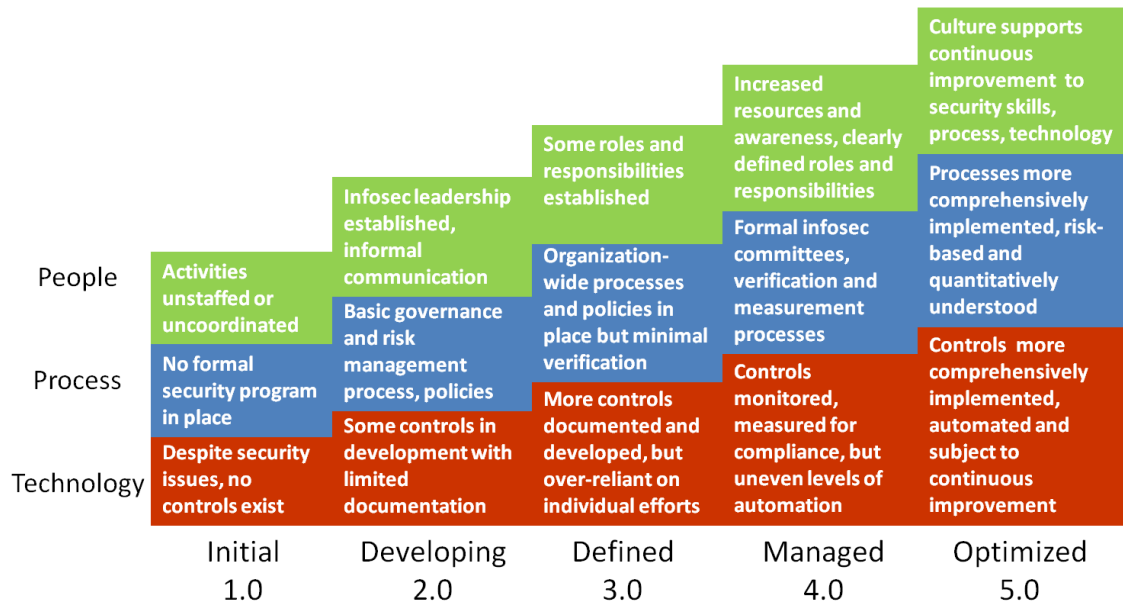 Culture supports
continuous
improvement to
security skills,
process, technology
Increased
resources and
awareness, clearly
defined roles and
responsibilities
Some roles and
responsibilities
established
Infosec leadership
established,
informal
communication
People
Activities
unstaffed or
uncoordinated
Processes more
comprehensively
implemented, risk-
based and
quantitatively
understood
Formal infosec
committees,
verification and
measurement
processes
Organization-
wide processes
and policies in
place but minimal
verification
Basic governance
and risk
management
process, policies
Process
No formal
security program
in place
Controls more
comprehensively
implemented,
automated and
subject to
continuous
improvement
Controls
monitored,
measured for
compliance, but
uneven levels of
automation
More controls
documented and
developed, but
over-reliant on
individual efforts
Some controls in
development with
limited
documentation
Technology
Despite security
issues, no
controls exist
Initial
1.0
Developing
2.0
Defined
3.0
Managed
4.0
Optimized
5.0